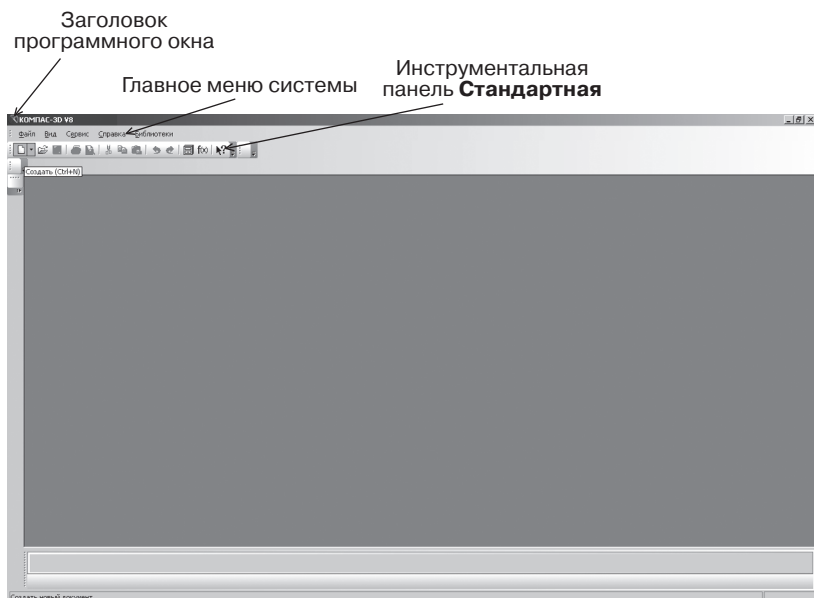 Заголовок
программного окна
Главное меню системы
Инструментальная
панель Стандартная
КОМПАС-3D V8
Файл Вид Сервис Справка Библиотеки
f(x)
Создать (Ctrl+N)
Создать новый документ